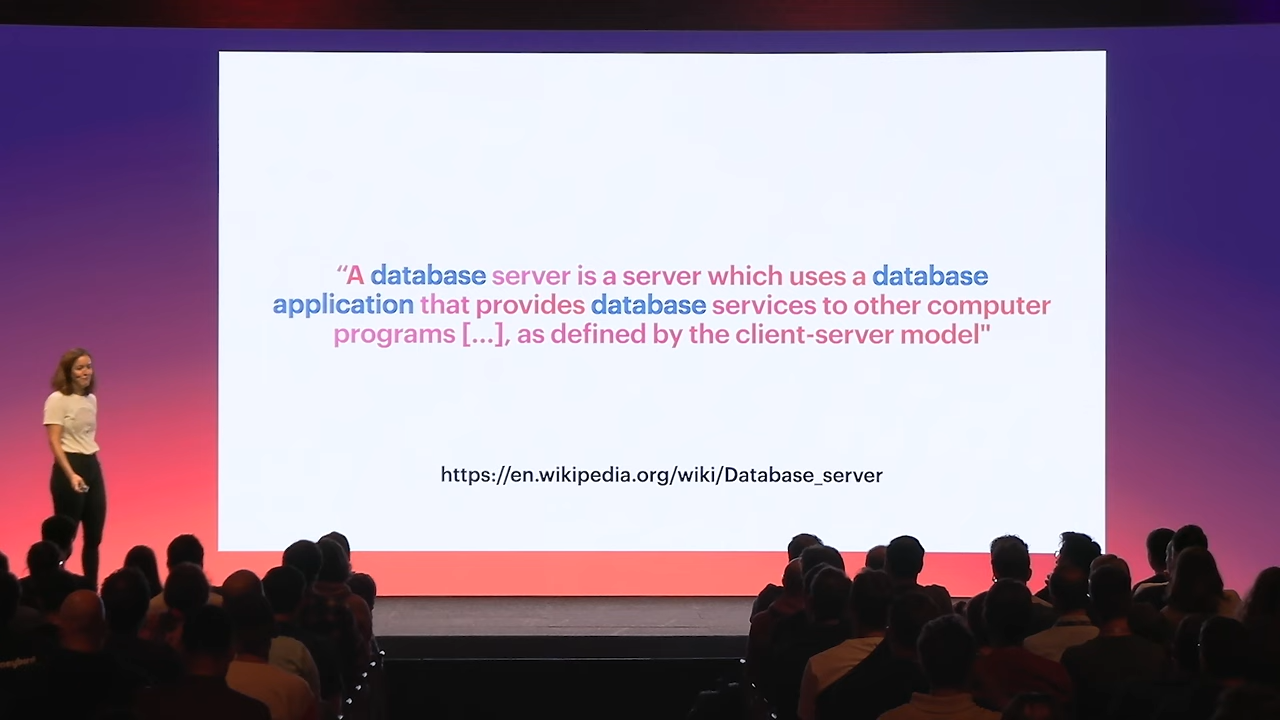 “A database server is a server which uses a database
application that provides database services to other computer
programs [...], as defined by the client-server model"
https://en.wikipedia.org/wiki/Database_server